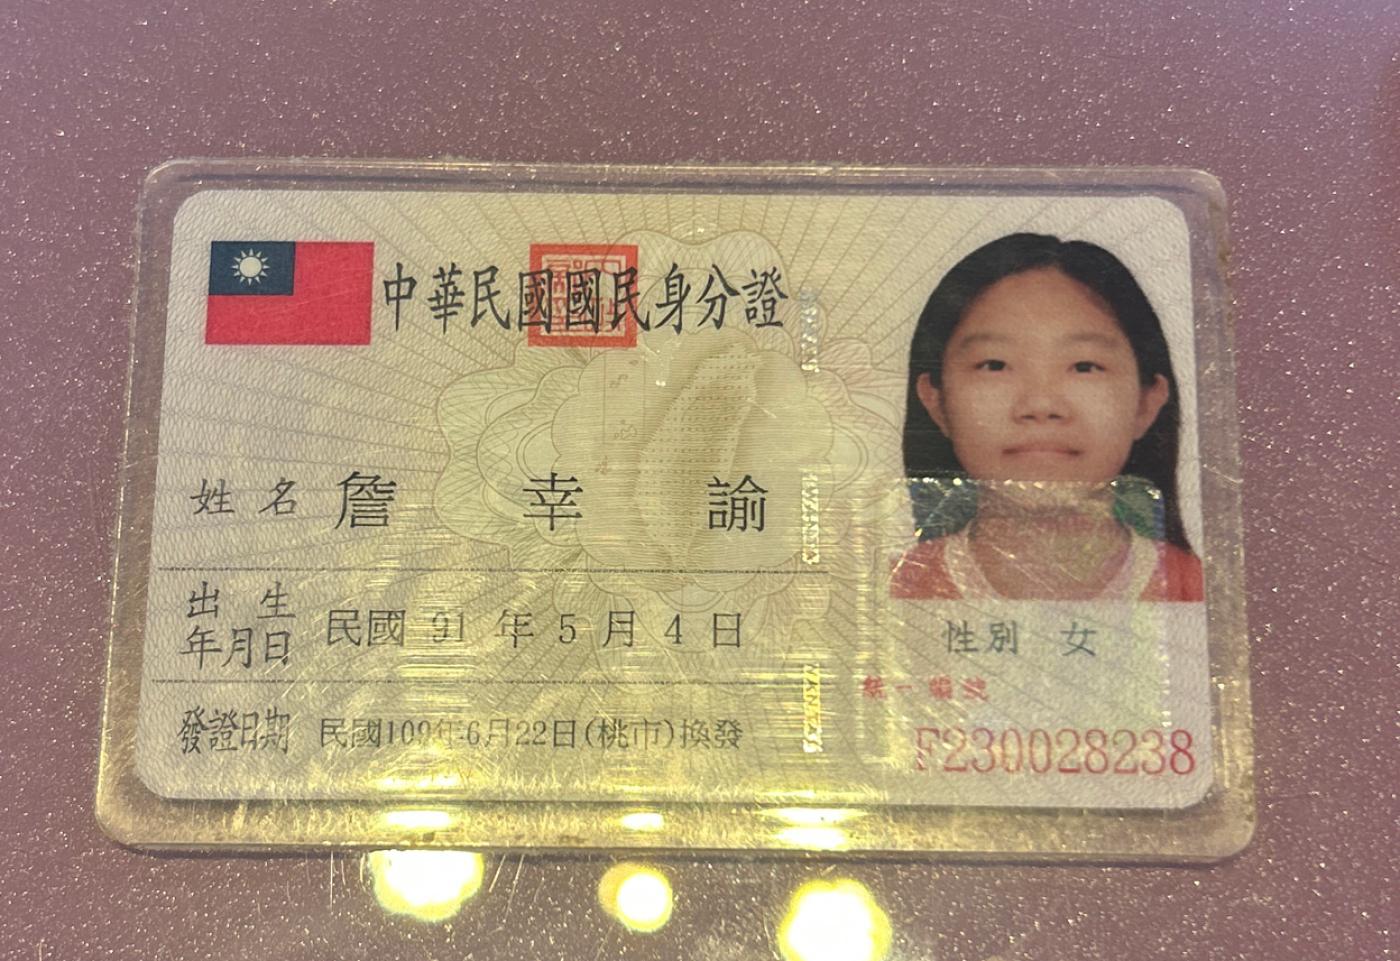 中華民國國民身分證
姓名 詹幸諭
出生年月日 民國 91 年 5 月 4 日
發證日期 民國109年6月22日(桃市)換發
性別 女
統一編號
F230028238